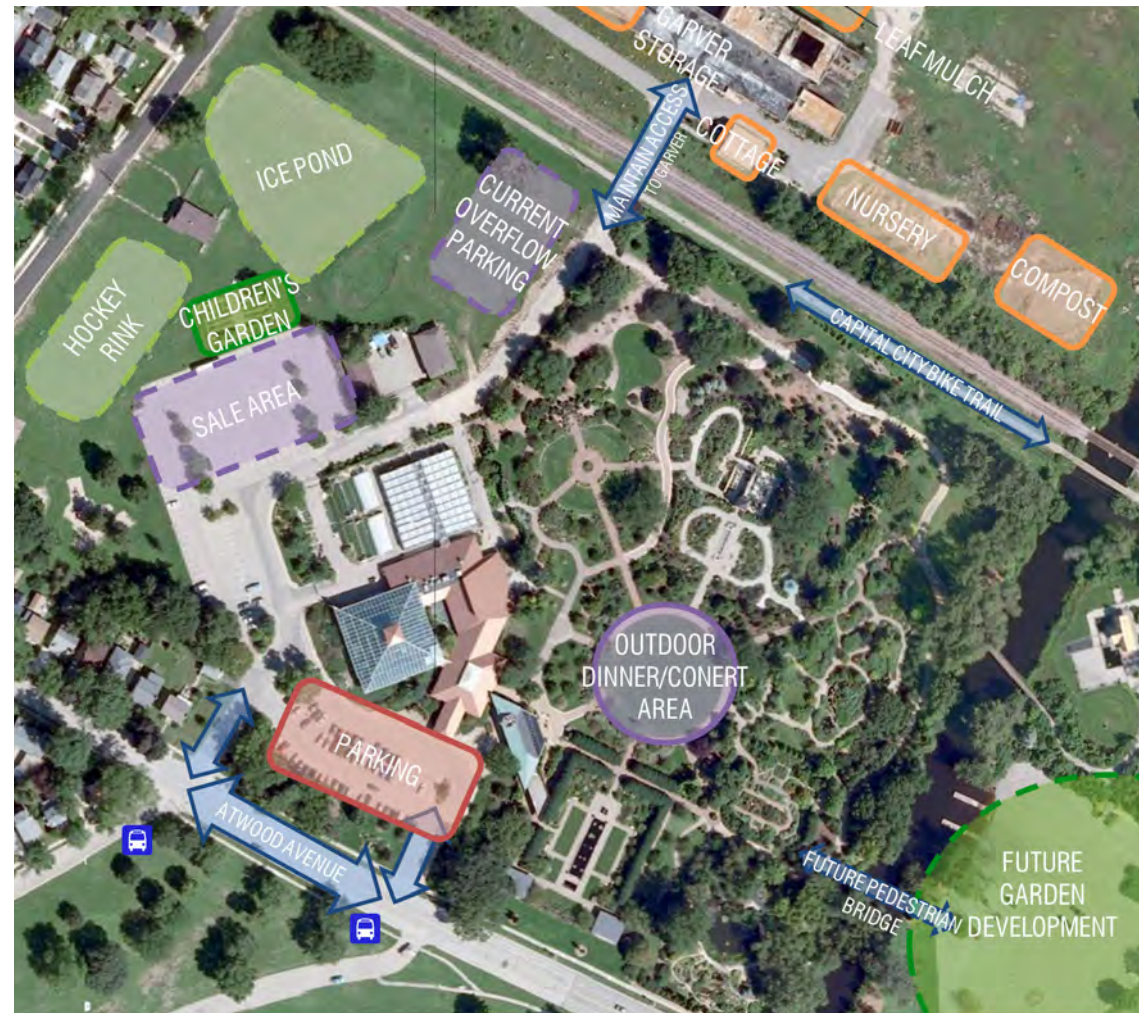 GARVER
STORAGE
LEAF MULCH
MAINTAIN ACCESS
TO GARVER
COTTAGE
ICE POND
CURRENT
OVERFLOW
PARKING
NURSERY
COMPOST
HOCKEY
RINK
CHILDREN'S
GARDEN
CAPITAL CITY BIKE TRAIL
SALE AREA
OUTDOOR
DINNER/CONERT
AREA
PARKING
ATWOOD AVENUE
FUTURE PEDESTRIAN
BRIDGE
FUTURE
GARDEN
DEVELOPMENT